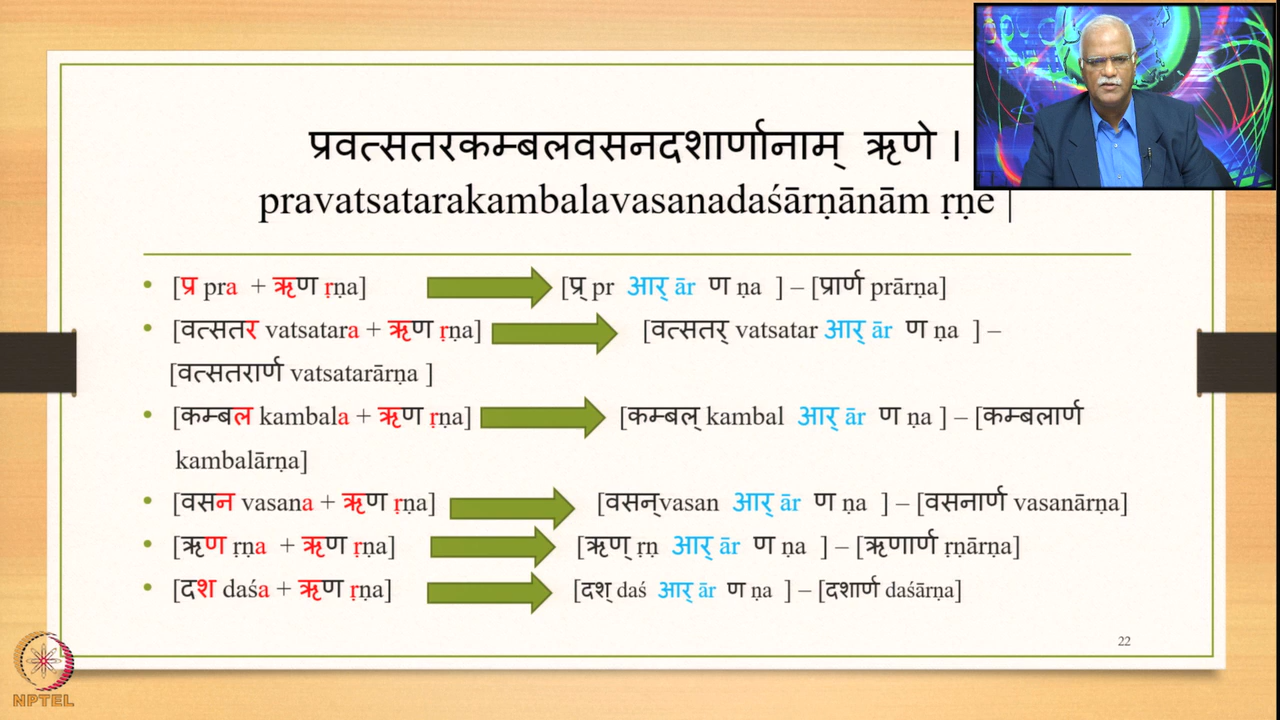 प्रवत्सतरकम्बलवसनदशार्णानाम् ऋणे ।
pravatsatarakambalavasanadaśārṇānām ṛṇe |
• [प्र pra + ऋण ṛṇa] [प्र् pr आर् ār ण ṇa ] – [प्रार्ण prārṇa]
• [वत्सतर vatsatara + ऋण ṛṇa] [वत्सतर् vatsatar आर् ār ण ṇa ] –
[वत्सतरार्ण vatsatarārṇa ]
• [कम्बल kambala + ऋण ṛṇa] [कम्बल् kambal आर् ār ण ṇa ] – [कम्बलार्ण
kambalārṇa]
• [वसन vasana + ऋण ṛṇa] [वसन्vasan आर् ār ण ṇa ] – [वसनार्ण vasanārṇa]
• [ऋण ṛṇa + ऋण ṛṇa] [ऋण् ṛṇ आर् ār ण ṇa ] – [ऋणार्ण ṛṇārṇa]
• [दश daśa + ऋण ṛṇa] [दश् daś आर् ār ण ṇa ] – [दशार्ण daśārṇa]
22
NPTEL